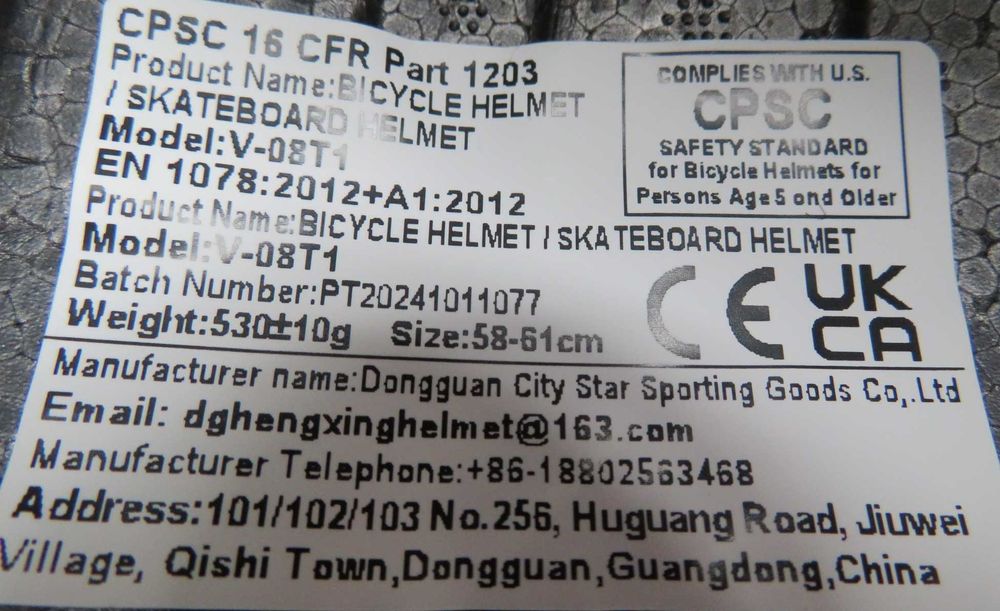 CPSC 16 CFR Part 1203
Product Name:BICYCLE HELMET
/ SKATEBOARD HELMET
Model:V-08T1
EN 1078:2012+A1:2012
Product Name:BICYCLE HELMET / SKATEBOARD HELMET
Model:V-08T1
Batch Number:PT20241011077
Weight:530±10g Size:58-61cm
COMPLIES WITH U.S.
CPSC
SAFETY STANDARD
for Bicycle Helmets for
Persons Age 5 and Older
CE
UK
CA
Manufacturer name:Dongguan City Star Sporting Goods Co,.Ltd
Email: dghengxinghelmet@163.com
Manufacturer Telephone:+86-18802563468
Address:101/102/103 No.256, Huguang Road, Jiuwei
Village, Qishi Town,Dongguan,Guangdong,China